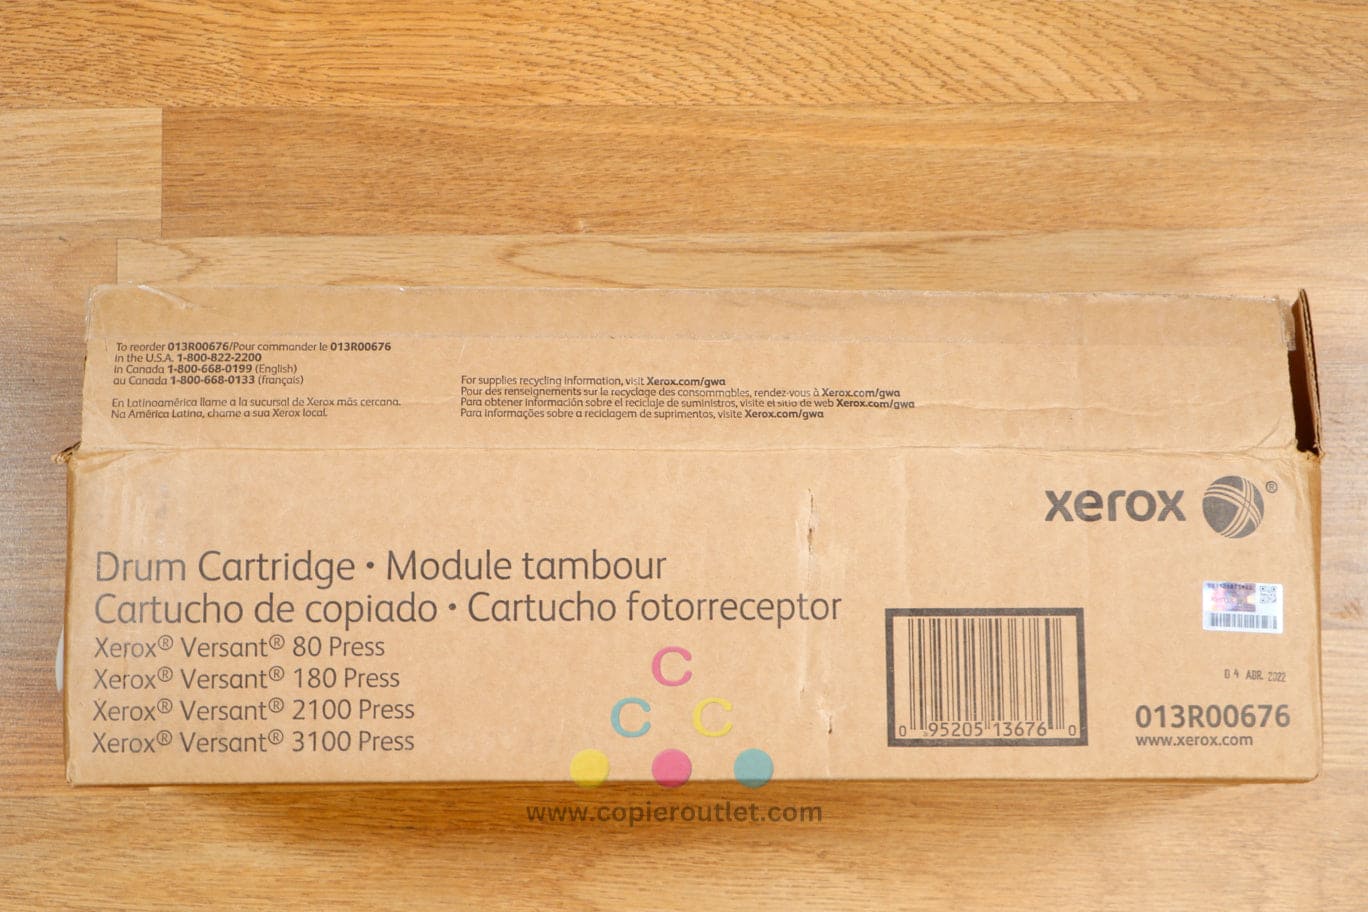 To reorder 013R00676/Pour commander le 013R00676
in the U.S.A. 1-800-822-2200
in Canada 1-800-668-0199 (English)
au Canada 1-800-668-0133 (français)
En Latinoamérica llame a la sucursal de Xerox más cercana.
Na América Latina, chame a sua Xerox local.
For supplies recycling information, visit Xerox.com/gwa
Pour des renseignements sur le recyclage des consommables, rendez-vous à Xerox.com/gwa
Para obtener información sobre el reciclaje de suministros, visite el sitio de web Xerox.com/gwa
Para informações sobre a reciclagem de suprimentos, visite Xerox.com/gwa
xerox ®
Drum Cartridge • Module tambour
Cartucho de copiado • Cartucho fotorreceptor
Xerox® Versant® 80 Press
Xerox® Versant® 180 Press
Xerox® Versant® 2100 Press
Xerox® Versant® 3100 Press
0 95205 13676 0
04 ABR. 2022
013R00676
www.xerox.com
C
C C
www.copieroutlet.com